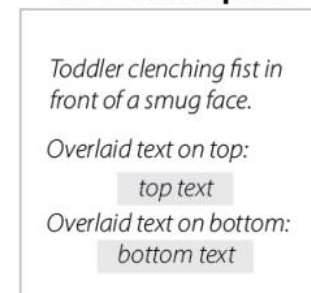 Toddler clenching fist in
front of a smug face.
Overlaid text on top:
top text
Overlaid text on bottom:
bottom text